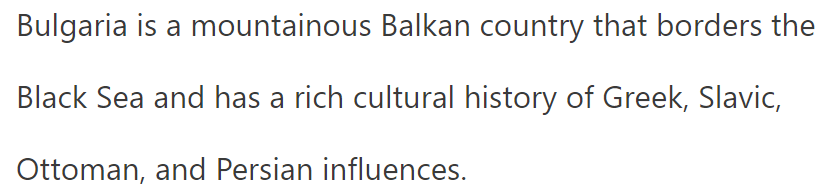 Bulgaria is a mountainous Balkan country that borders the
Black Sea and has a rich cultural history of Greek, Slavic,
Ottoman, and Persian influences.